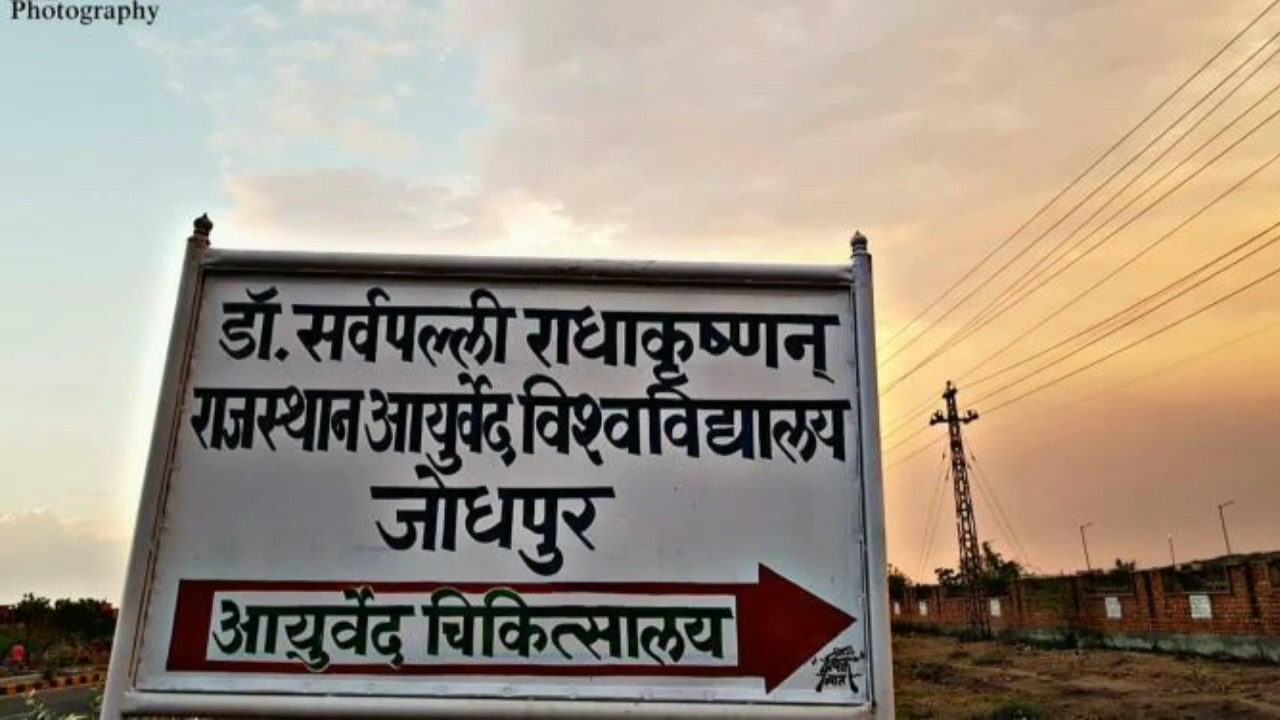 Photography
डॉ. सर्वपल्ली राधाकृष्णन्
राजस्थान आयुर्वेद विश्वविद्यालय
जोधपुर
आयुर्वेद चिकित्सालय